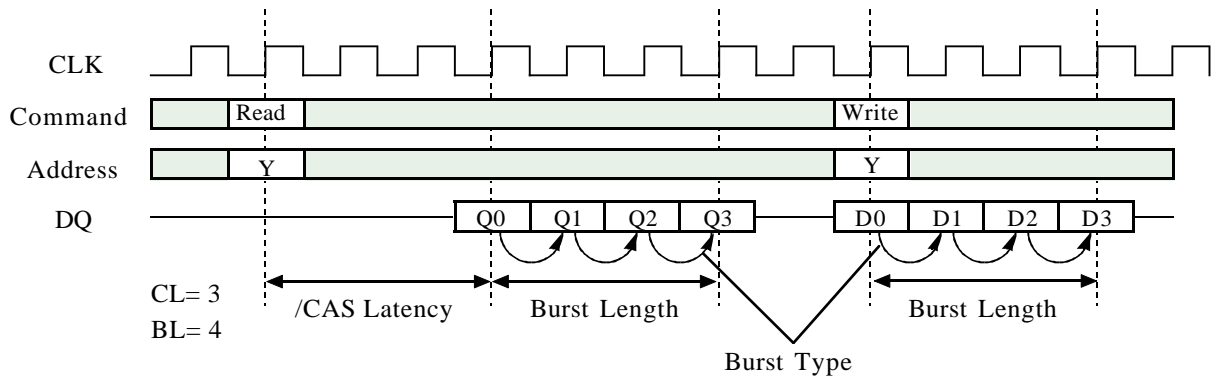 CLK
Command Read Write
Address Y Y
DQ Q0 Q1 Q2 Q3 D0 D1 D2 D3
CL= 3 /CAS Latency Burst Length Burst Length
BL= 4
Burst Type